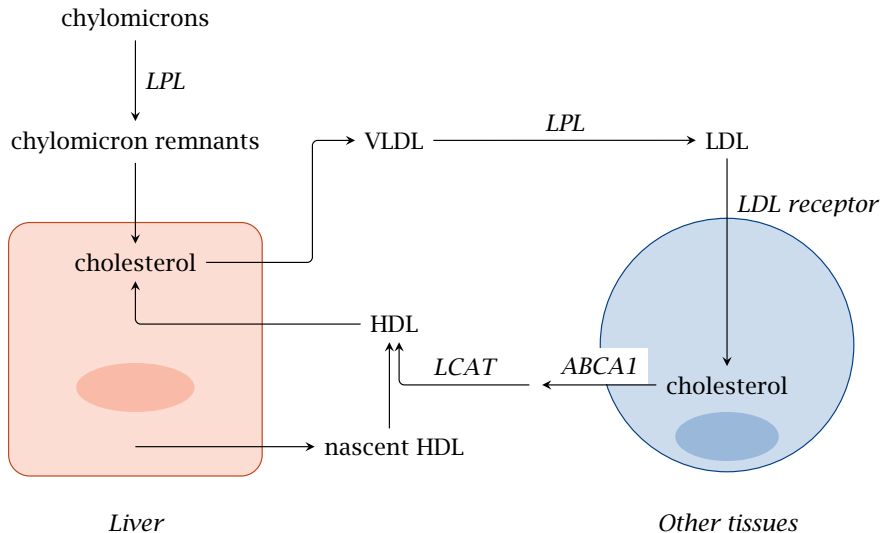 chylomicrons
LPL
chylomicron remnants
VLDL
LPL
LDL
LDL receptor
cholesterol
HDL
LCAT
ABCA1
cholesterol
nascent HDL
Liver
Other tissues